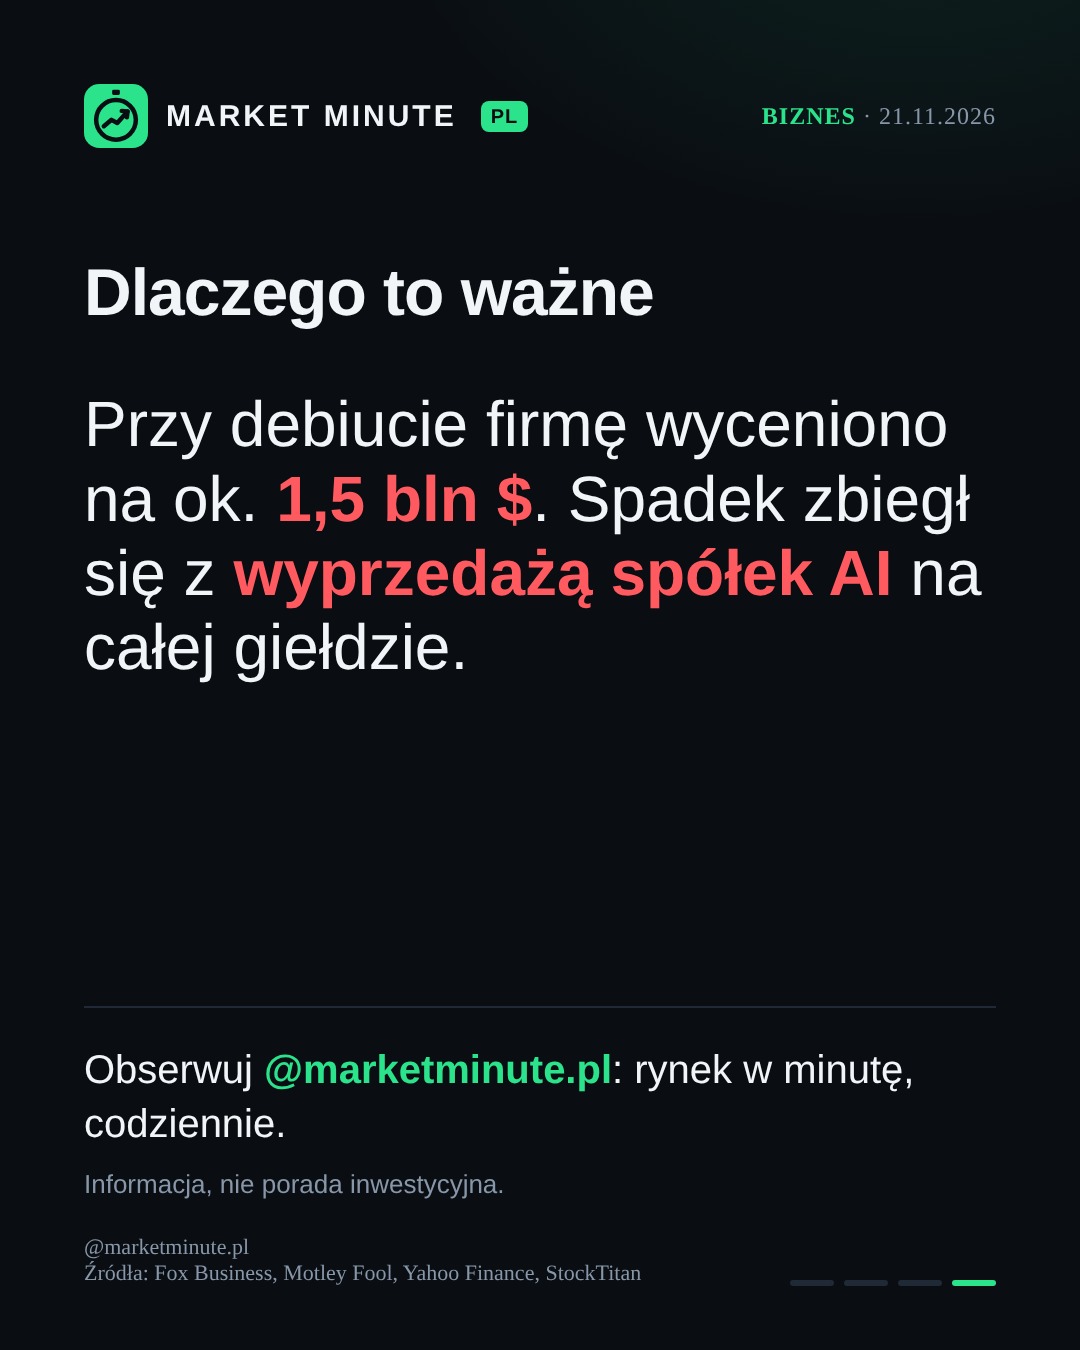 MARKET MINUTE PL
BIZNES · 21.11.2026
Dlaczego to ważne
Przy debiucie firmę wyceniono
na ok. 1,5 bln $. Spadek zbiegł
się z wyprzedażą spółek AI na
całej giełdzie.
Obserwuj @marketminute.pl: rynek w minutę,
codziennie.
Informacja, nie porada inwestycyjna.
@marketminute.pl
Źródła: Fox Business, Motley Fool, Yahoo Finance, StockTitan